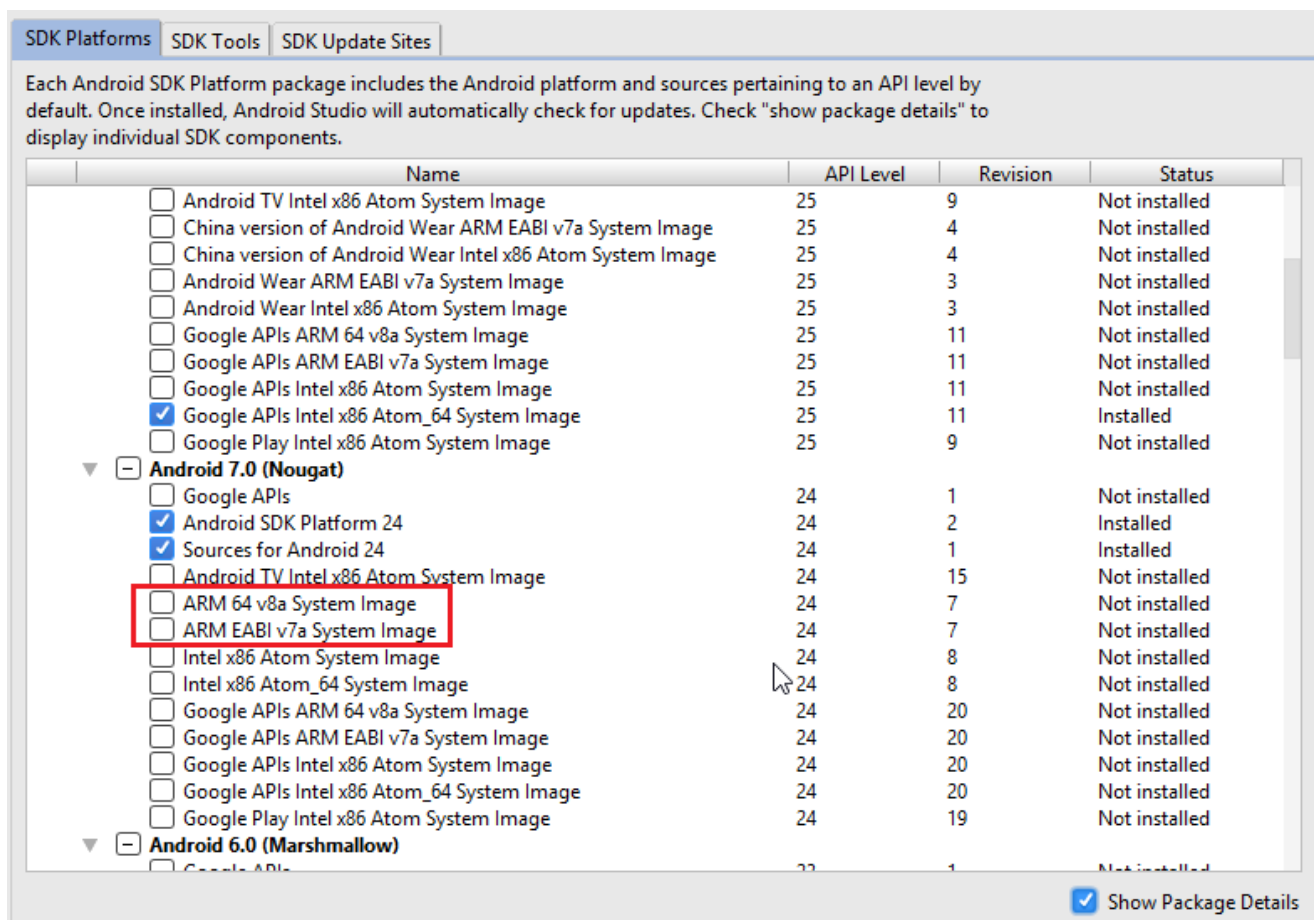 SDK Platforms SDK Tools SDK Update Sites
Each Android SDK Platform package includes the Android platform and sources pertaining to an API level by
default. Once installed, Android Studio will automatically check for updates. Check "show package details" to
display individual SDK components.
Name API Level Revision Status
Android TV Intel x86 Atom System Image 25 9 Not installed
China version of Android Wear ARM EABI v7a System Image 25 4 Not installed
China version of Android Wear Intel x86 Atom System Image 25 4 Not installed
Android Wear ARM EABI v7a System Image 25 3 Not installed
Android Wear Intel x86 Atom System Image 25 3 Not installed
Google APIs ARM 64 v8a System Image 25 11 Not installed
Google APIs ARM EABI v7a System Image 25 11 Not installed
Google APIs Intel x86 Atom System Image 25 11 Not installed
Google APIs Intel x86 Atom_64 System Image 25 11 Installed
Google Play Intel x86 Atom System Image 25 9 Not installed
Android 7.0 (Nougat)
Google APIs 24 1 Not installed
Android SDK Platform 24 24 2 Installed
Sources for Android 24 24 1 Installed
Android TV Intel x86 Atom System Image 24 15 Not installed
ARM 64 v8a System Image 24 7 Not installed
ARM EABI v7a System Image 24 7 Not installed
Intel x86 Atom System Image 24 8 Not installed
Intel x86 Atom_64 System Image 24 8 Not installed
Google APIs ARM 64 v8a System Image 24 20 Not installed
Google APIs ARM EABI v7a System Image 24 20 Not installed
Google APIs Intel x86 Atom System Image 24 20 Not installed
Google APIs Intel x86 Atom_64 System Image 24 20 Not installed
Google Play Intel x86 Atom System Image 24 19 Not installed
Android 6.0 (Marshmallow)
Show Package Details